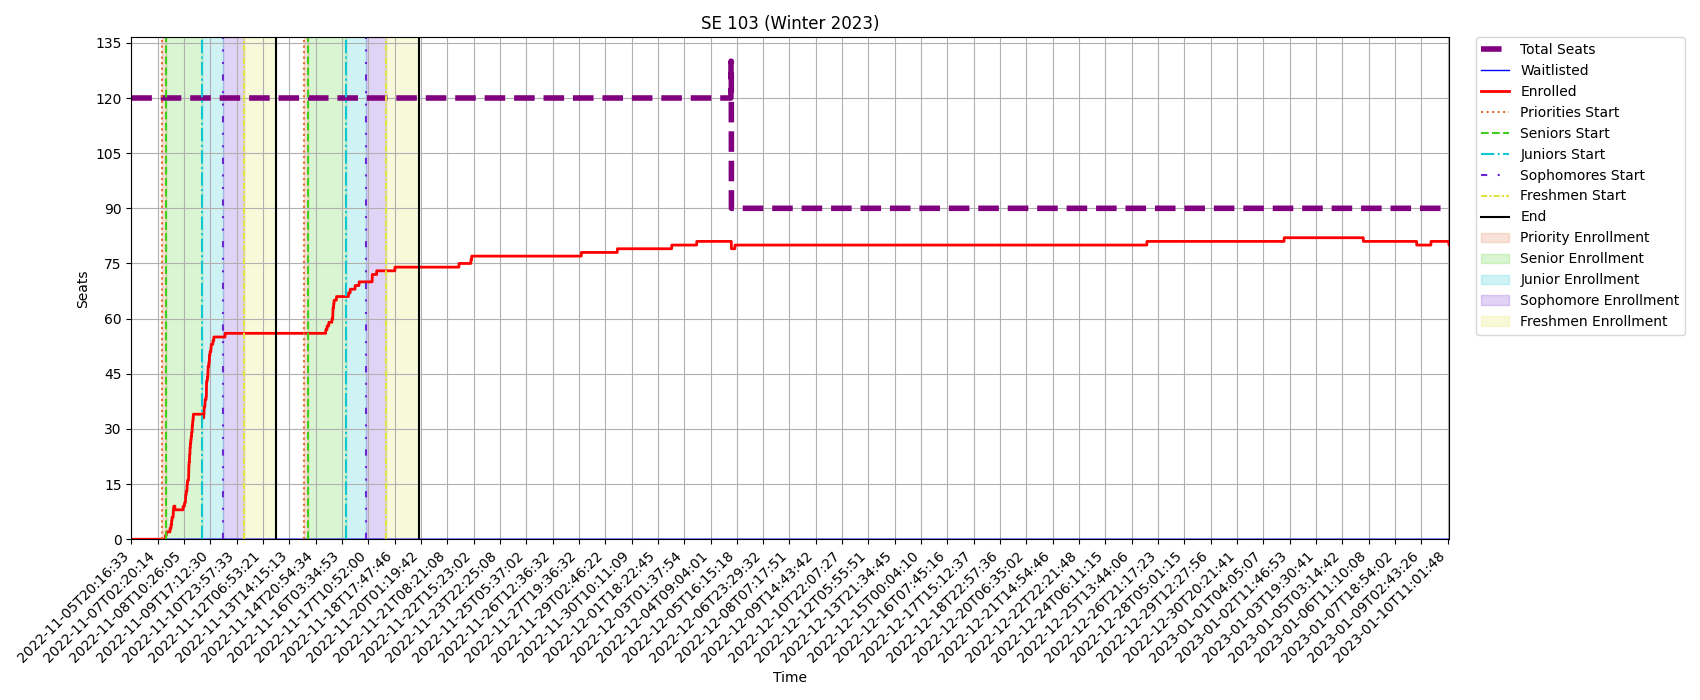 SE 103 (Winter 2023)
135
120
105
90
75
60
45
30
15
0
Seats
2022-11-05T20:16:33
2022-11-07T02:20:14
2022-11-08T10:26:05
2022-11-09T17:12:30
2022-11-10T23:57:33
2022-11-12T06:53:21
2022-11-13T14:15:13
2022-11-14T20:54:34
2022-11-16T03:34:53
2022-11-17T10:52:00
2022-11-18T17:47:46
2022-11-20T01:19:42
2022-11-21T08:21:08
2022-11-22T15:23:02
2022-11-23T22:25:09
2022-11-25T05:37:02
2022-11-26T12:36:32
2022-11-27T19:36:32
2022-11-29T02:46:22
2022-11-30T10:11:09
2022-12-01T18:22:45
2022-12-03T01:37:54
2022-12-04T09:04:01
2022-12-05T16:15:18
2022-12-06T23:29:32
2022-12-08T07:17:51
2022-12-09T14:43:42
2022-12-10T22:07:27
2022-12-12T05:55:51
2022-12-13T21:34:45
2022-12-15T00:04:10
2022-12-16T07:45:16
2022-12-17T15:12:37
2022-12-18T22:57:36
2022-12-20T06:35:02
2022-12-21T14:54:46
2022-12-22T22:21:48
2022-12-24T06:11:15
2022-12-25T13:44:06
2022-12-26T21:17:23
2022-12-28T05:01:15
2022-12-29T12:27:56
2022-12-30T20:21:41
2023-01-01T04:05:07
2023-01-02T11:46:53
2023-01-03T19:30:41
2023-01-05T03:14:42
2023-01-06T11:10:08
2023-01-07T18:54:02
2023-01-09T02:43:26
2023-01-10T11:01:48
Time
Total Seats
Waitlisted
Enrolled
Priorities Start
Seniors Start
Juniors Start
Sophomores Start
Freshmen Start
End
Priority Enrollment
Senior Enrollment
Junior Enrollment
Sophomore Enrollment
Freshmen Enrollment